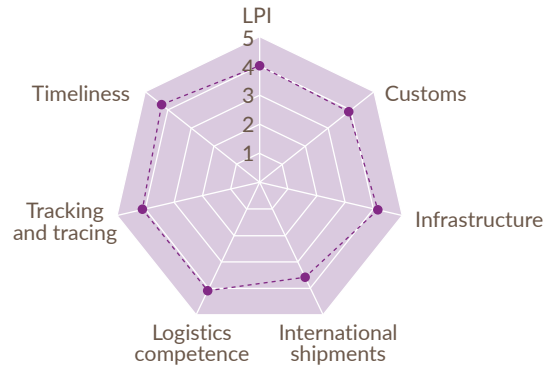 LPI
5
4
3
2
1
Timeliness
Customs
Tracking
and tracing
Infrastructure
Logistics
competence
International
shipments